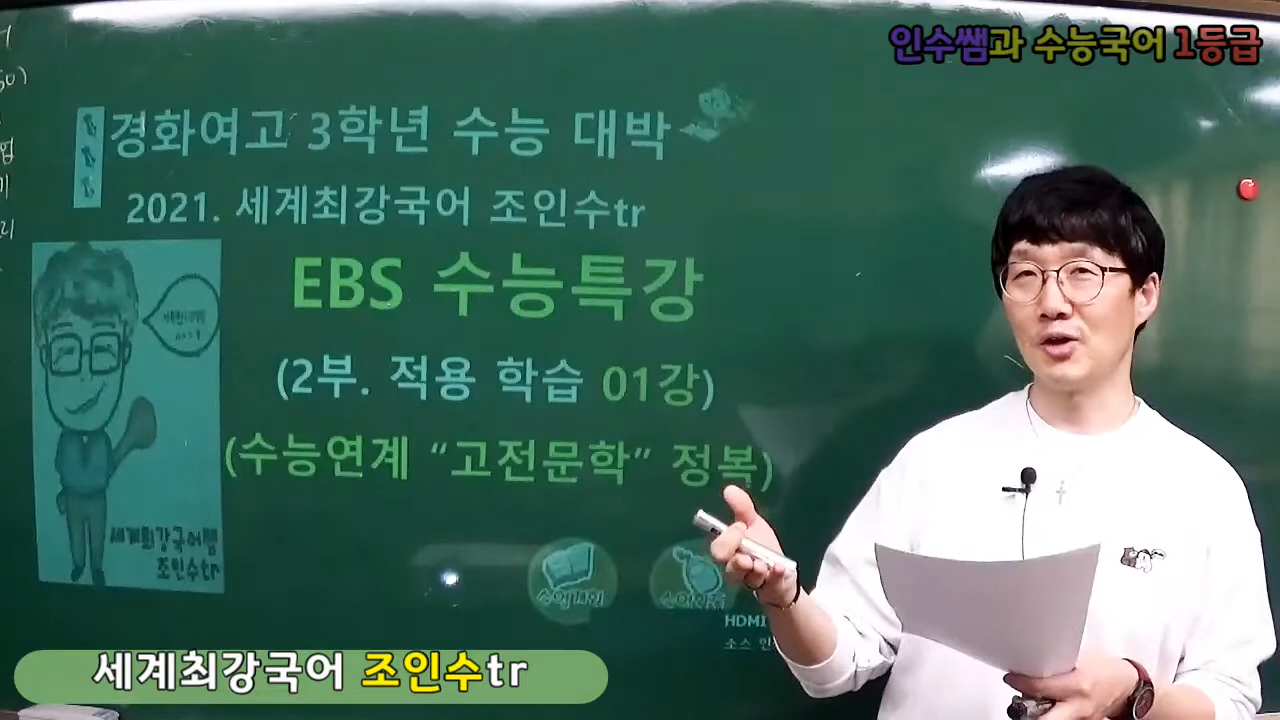 인수쌤과 수능국어 1등급
경화여고 3학년 수능 대박
2021. 세계최강국어 조인수tr
EBS 수능특강
(2부. 적용 학습 01강)
(수능연계 “고전문학” 정복)
세계최강국어쌤
조인수tr
HDMI
소스
세계최강국어 조인수tr